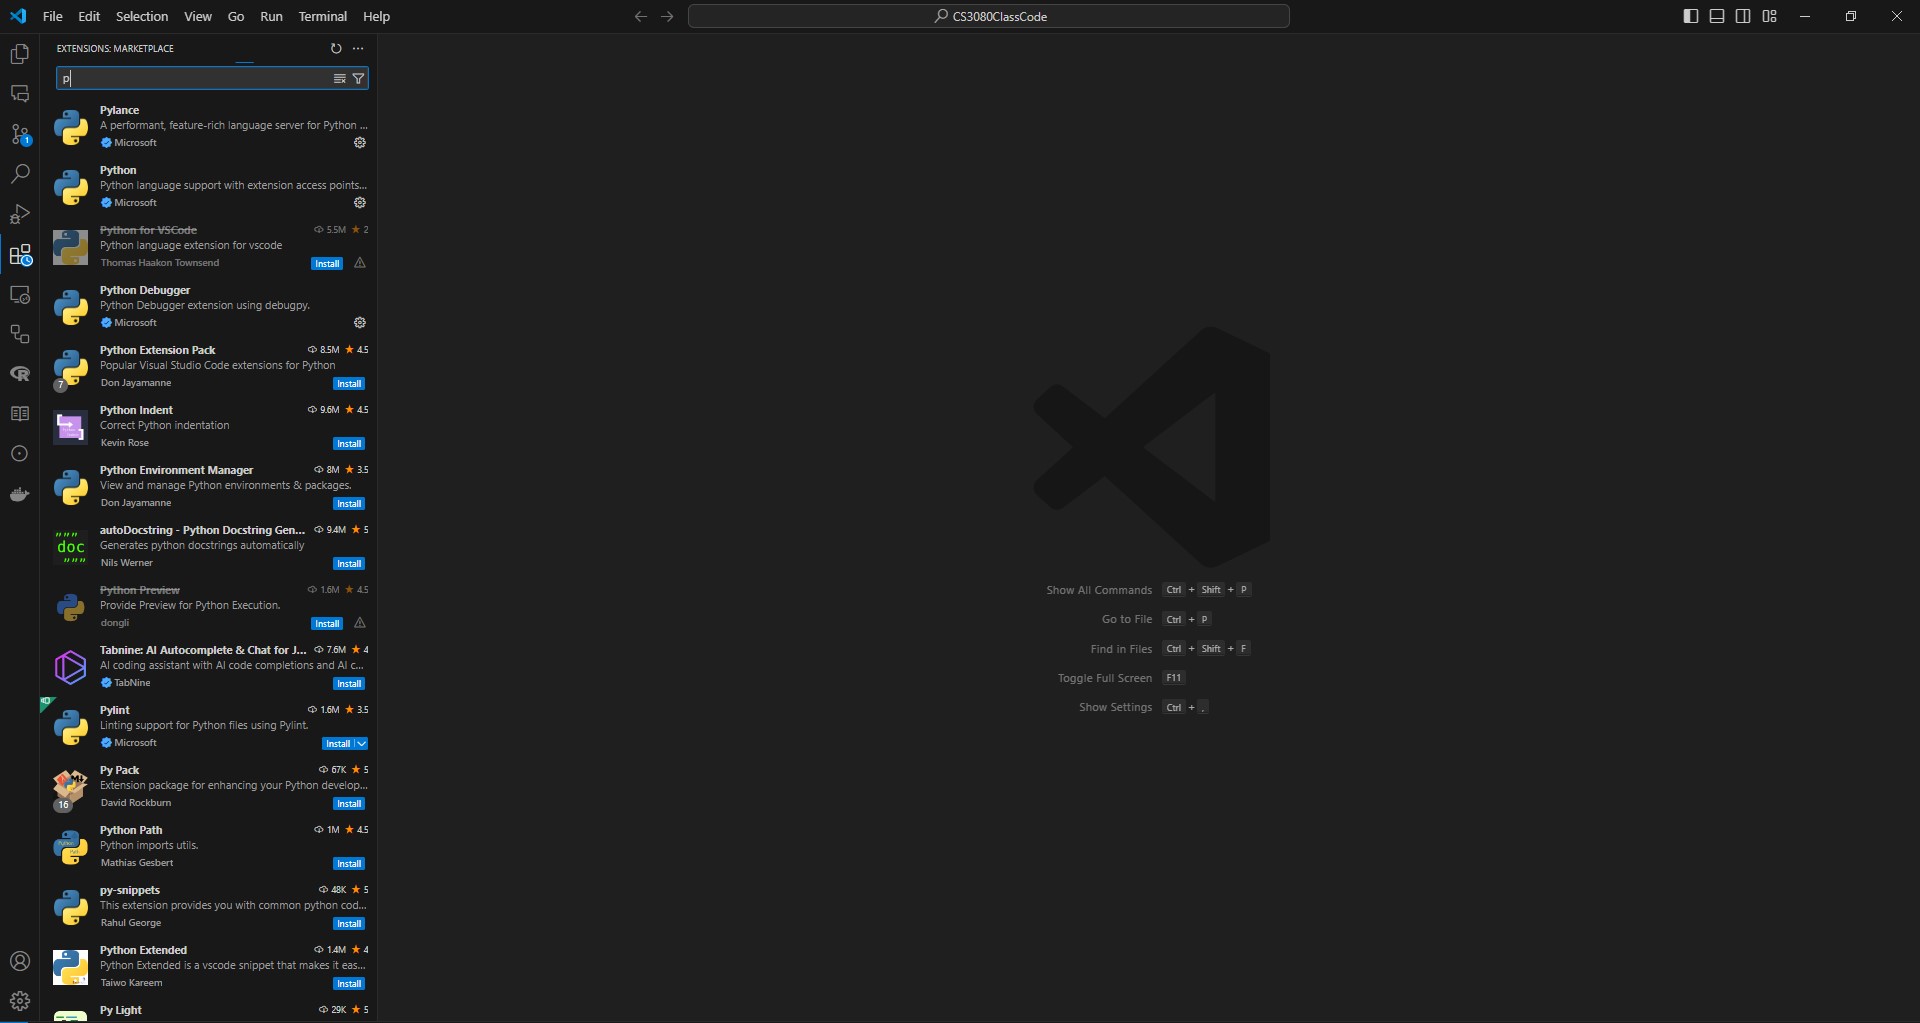 File Edit Selection View Go Run Terminal Help
CS3080ClassCode
EXTENSIONS: MARKETPLACE
p
1
Pylance
A performant, feature-rich language server for Python ...
Microsoft
Python
Python language support with extension access points...
Microsoft
Python for VSCode 5.5M 2
Python language extension for vscode
Thomas Haakon Townsend Install
Python Debugger
Python Debugger extension using debugpy.
Microsoft
Python Extension Pack 8.5M 4.5
Popular Visual Studio Code extensions for Python
7
Don Jayamanne Install
Python Indent 9.6M 4.5
Correct Python indentation
Kevin Rose Install
Python Environment Manager 8M 3.5
View and manage Python environments & packages.
Don Jayamanne Install
autoDocstring - Python Docstring Gen... 9.4M 5
"""
doc
"""
Generates python docstrings automatically
Nils Werner Install
Python Preview 1.6M 4.5
Provide Preview for Python Execution.
dongli Install
Tabnine: AI Autocomplete & Chat for J... 7.6M 4
AI coding assistant with AI code completions and AI c...
TabNine Install
Pylint 1.6M 3.5
Linting support for Python files using Pylint.
Microsoft Install
Py Pack 67K 5
Extension package for enhancing your Python develop...
16
David Rockburn Install
Python Path 1M 4.5
Python imports utils.
Mathias Gesbert Install
py-snippets 48K 5
This extension provides you with common python cod...
Rahul George Install
Python Extended 1.4M 4
Python Extended is a vscode snippet that makes it eas...
Taiwo Kareem Install
Py Light 29K 5
Show All Commands Ctrl + Shift + P
Go to File Ctrl + P
Find in Files Ctrl + Shift + F
Toggle Full Screen F11
Show Settings Ctrl + ,